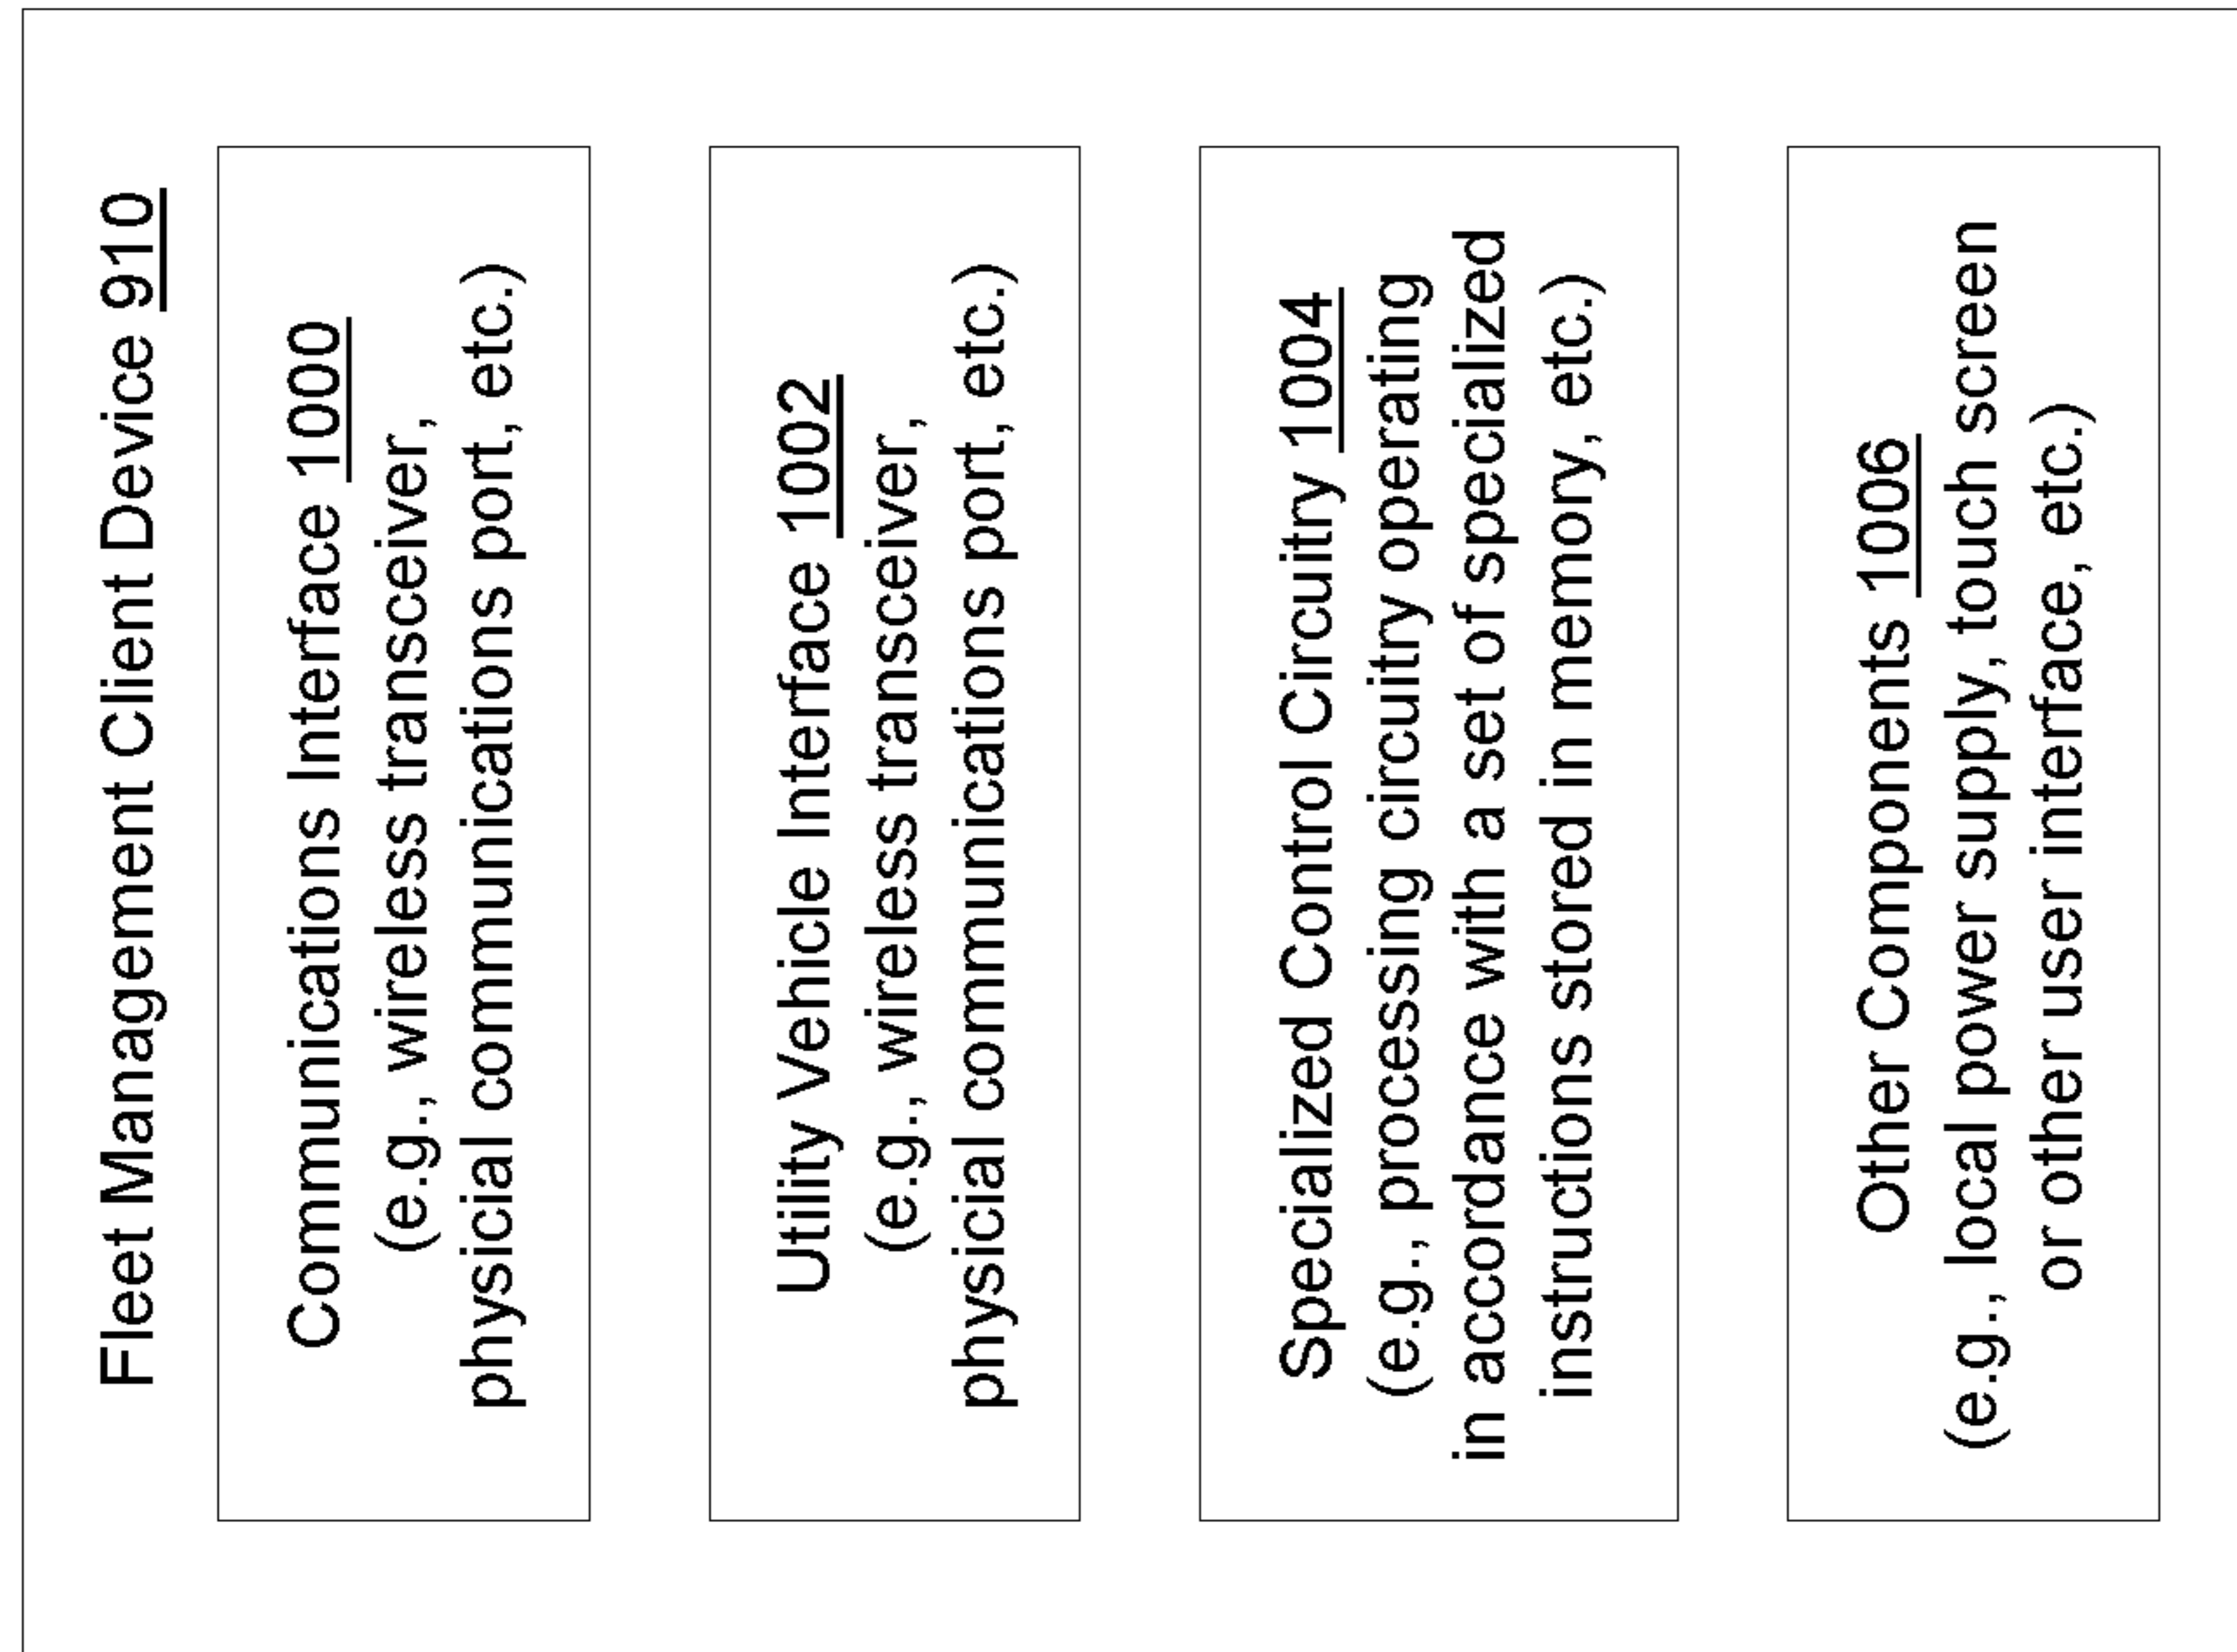 Fleet Management Client Device 910
Communications Interface 1000
(e.g., wireless transceiver,
physicial communications port, etc.)
Utility Vehicle Interface 1002
(e.g., wireless transceiver,
physicial communications port, etc.)
Specialized Control Circuitry 1004
(e.g., processing circuitry operating
in accordance with a set of specialized
instructions stored in memory, etc.)
Other Components 1006
(e.g., local power supply, touch screen
or other user interface, etc.)